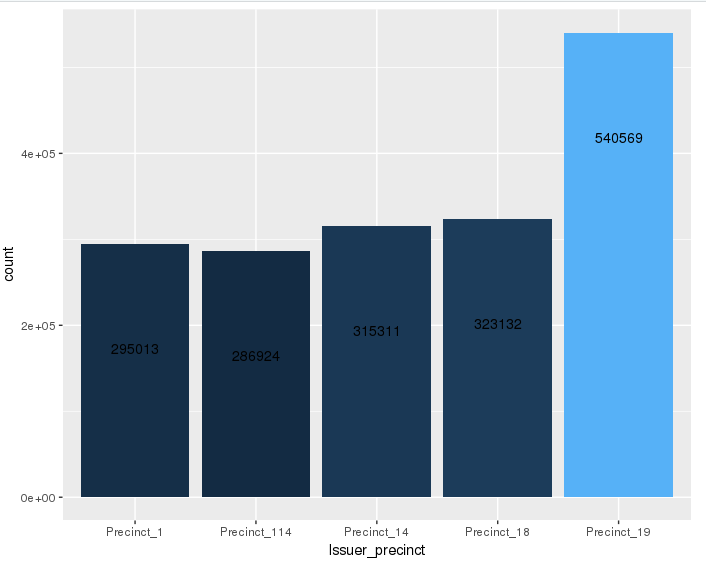 540569
4e+05
count
323132
2e+05
315311
295013
286924
0e+00
Precinct_1 Precinct_114 Precinct_14 Precinct_18 Precinct_19
Issuer_precinct